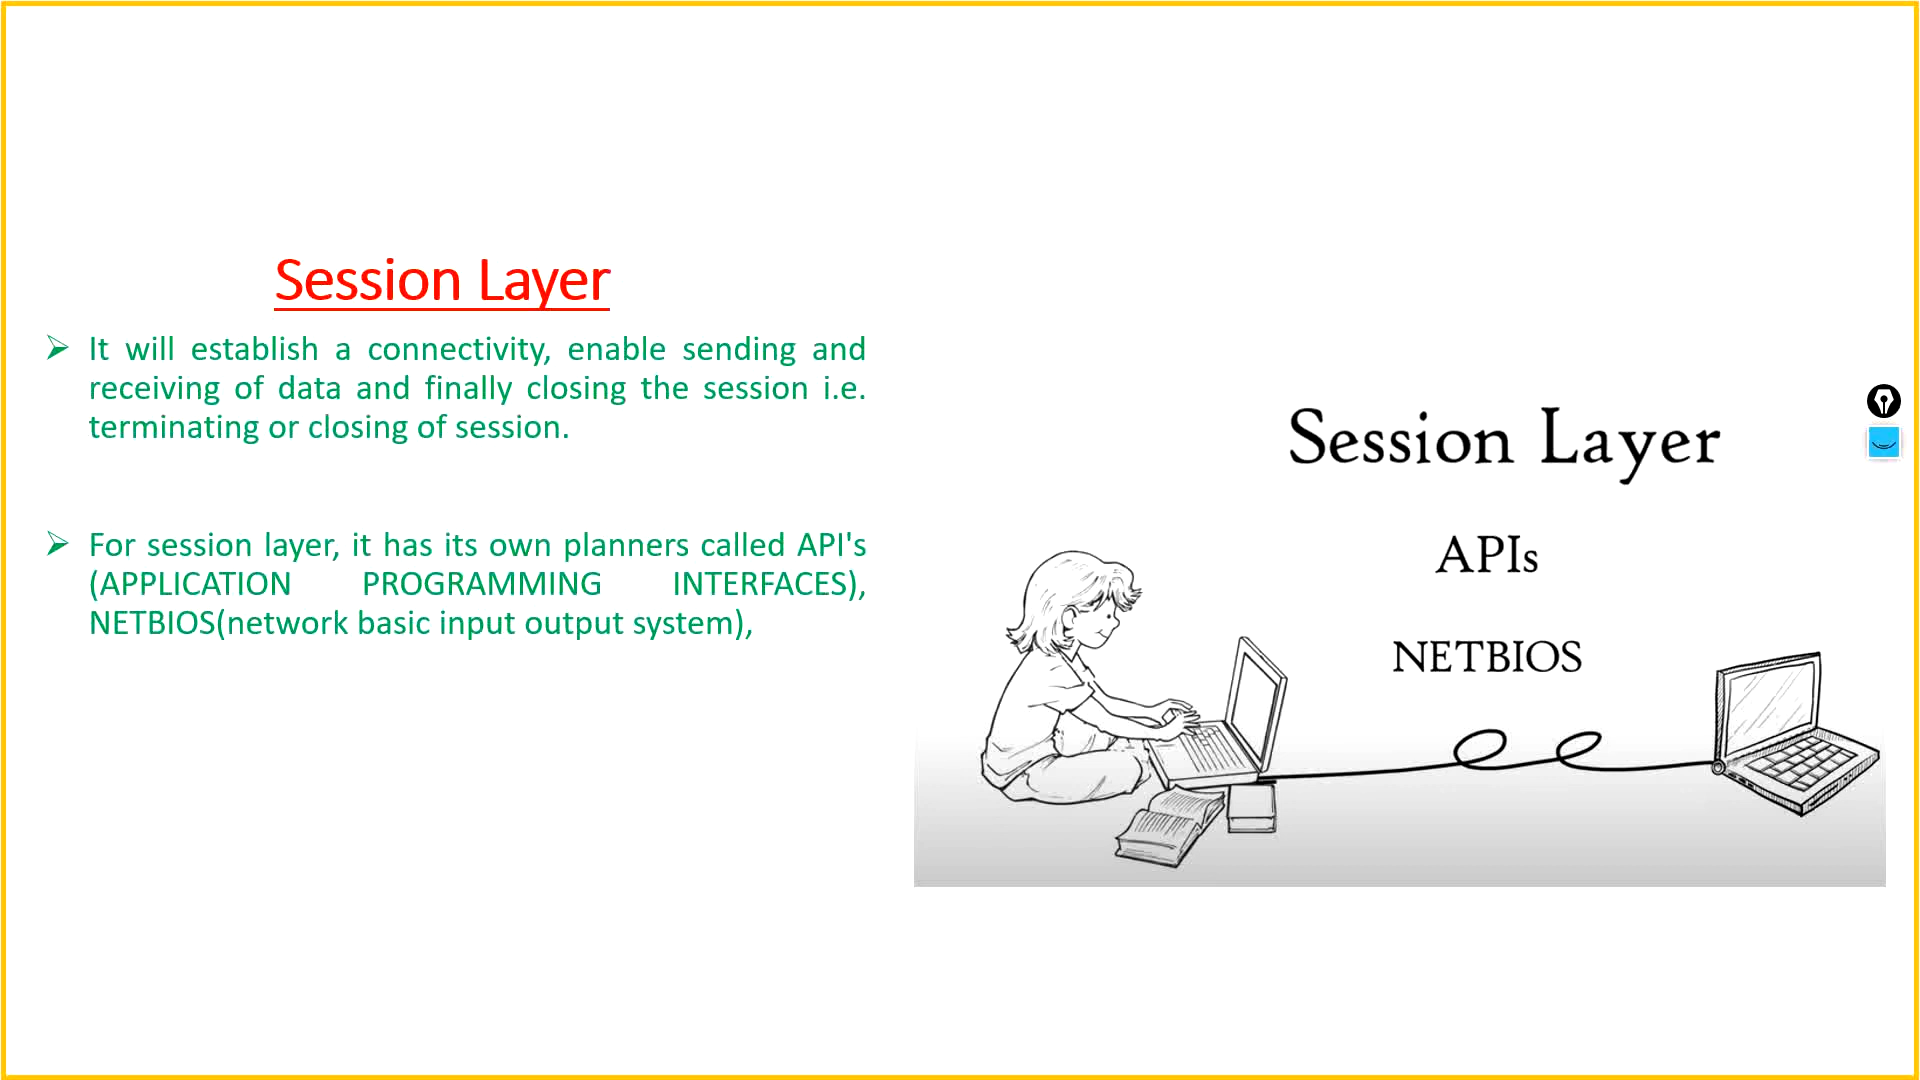 Session Layer
It will establish a connectivity, enable sending and
receiving of data and finally closing the session i.e.
terminating or closing of session.
For session layer, it has its own planners called API's
(APPLICATION PROGRAMMING INTERFACES),
NETBIOS(network basic input output system),
Session Layer
APIs
NETBIOS